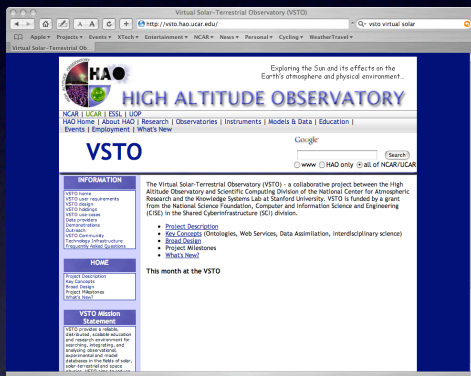 Virtual Solar-Terrestrial Observatory (VSTO)
http://vsto.hao.ucar.edu/
vsto virtual solar
Apple▾ Projects▾ Events▾ XTech▾ Entertainment▾ NCAR▾ News▾ Personal▾ Cycling▾ WeatherTravel▾
Virtual Solar-Terrestrial Ob...
HAO
Exploring the Sun and its effects on the
Earth's atmosphere and physical environment...
HIGH ALTITUDE OBSERVATORY
NCAR | UCAR | ESSL | UOP
HAO Home | About HAO | Research | Observatories | Instruments | Models & Data | Education |
Events | Employment | What's New
VSTO
Google
Search
www HAO only all of NCAR/UCAR
INFORMATION
VSTO home
VSTO user requirements
VSTO design
VSTO holdings
VSTO use-cases
Data providers
Demonstrations
Outreach
VSTO Community
Technology Infrastructure
Frequently Asked Questions
The Virtual Solar-Terrestrial Observatory (VSTO) - a collaborative project between the High
Altitude Observatory and Scientific Computing Division of the National Center for Atmospheric
Research and the Knowledge Systems Lab at Stanford University. VSTO is funded by a grant
from the National Science Foundation, Computer and Information Science and Engineering
(CISE) in the Shared Cyberinfrastructure (SCI) division.
• Project Description
• Key Concepts (Ontologies, Web Services, Data Assimilation, Interdisciplinary science)
• Broad Design
• Project Milestones
• What's New?
This month at the VSTO
HOME
Project Description
Key Concepts
Broad Design
Project Milestones
What's New?
VSTO Mission
Statement
VSTO provides a reliable,
distributed, scalable education
and research environment for
searching, integrating, and
analyzing observational,
experimental and model
databases in the fields of solar,
solar-terrestrial and space